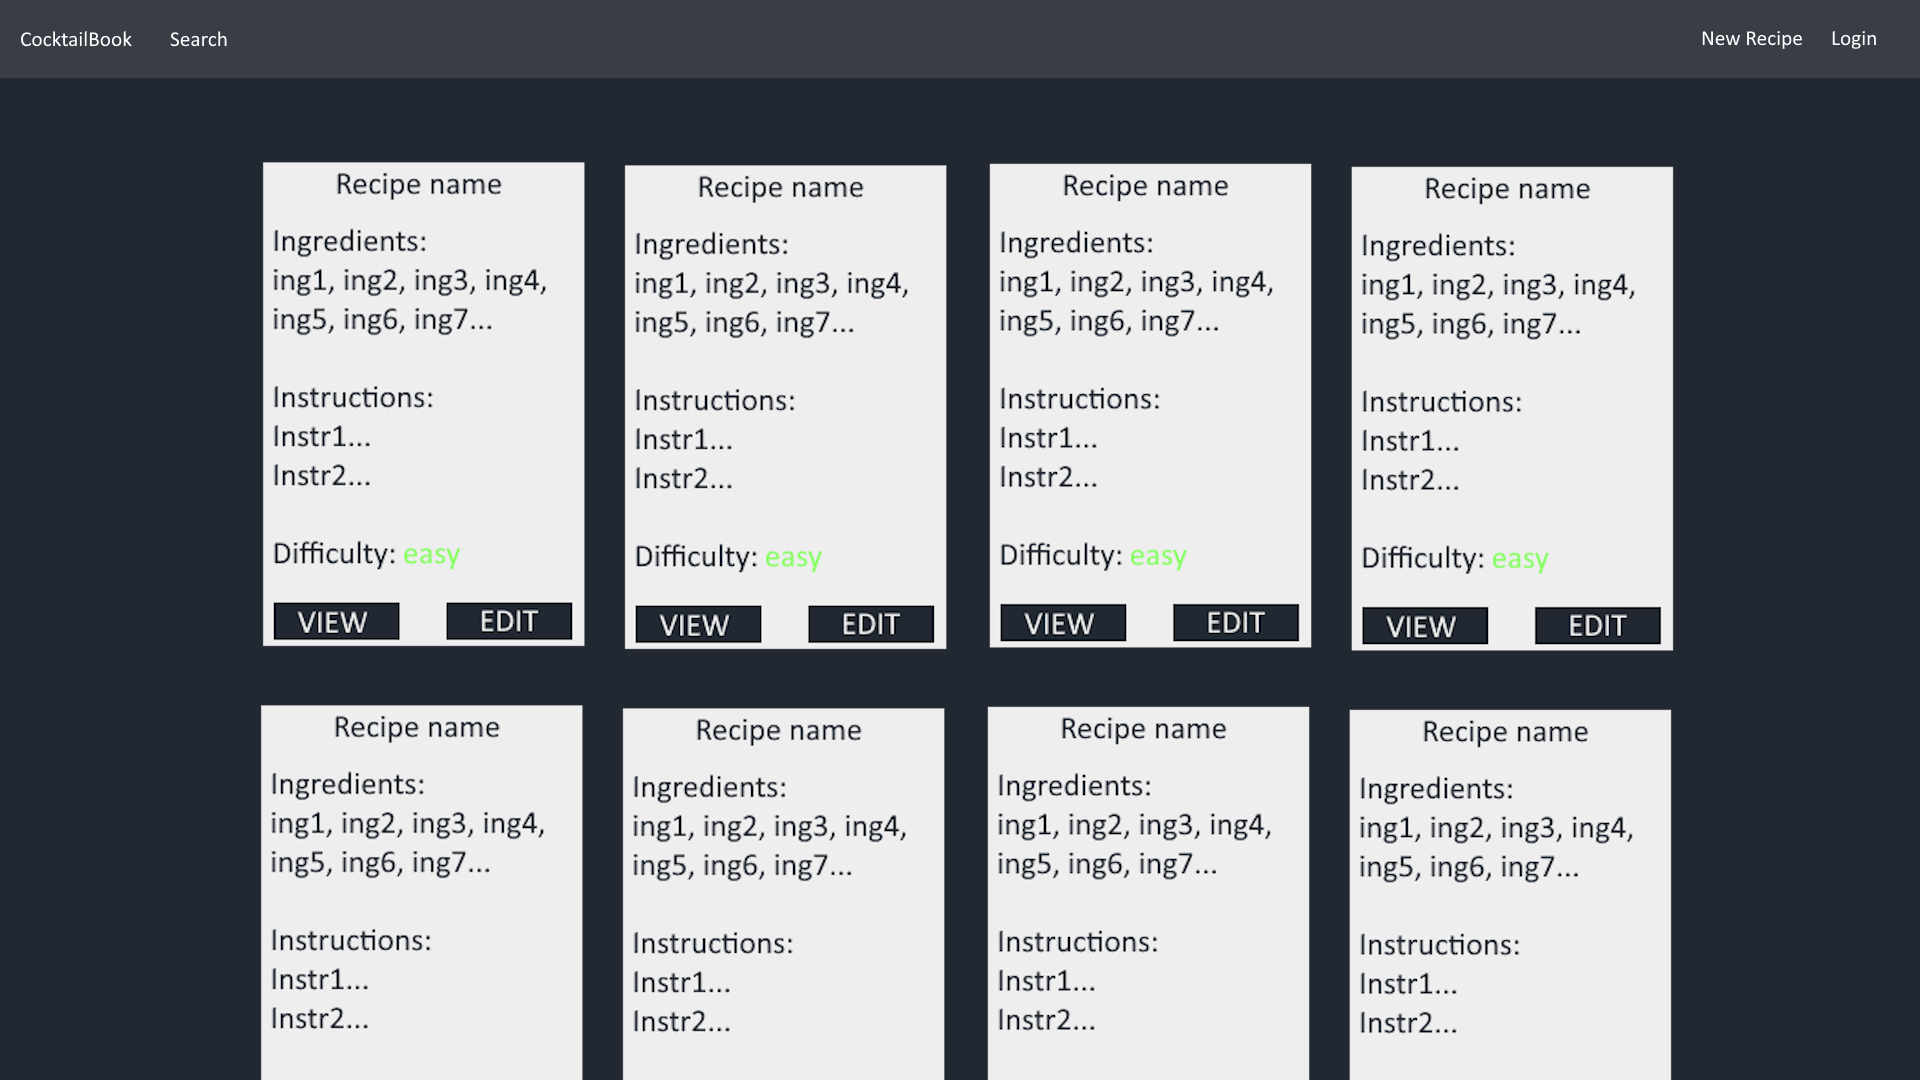 CocktailBook Search New Recipe Login
Recipe name
Ingredients:
ing1, ing2, ing3, ing4,
ing5, ing6, ing7...
Instructions:
Instr1...
Instr2...
Difficulty: easy
VIEW EDIT
Recipe name
Ingredients:
ing1, ing2, ing3, ing4,
ing5, ing6, ing7...
Instructions:
Instr1...
Instr2...
Difficulty: easy
VIEW EDIT
Recipe name
Ingredients:
ing1, ing2, ing3, ing4,
ing5, ing6, ing7...
Instructions:
Instr1...
Instr2...
Difficulty: easy
VIEW EDIT
Recipe name
Ingredients:
ing1, ing2, ing3, ing4,
ing5, ing6, ing7...
Instructions:
Instr1...
Instr2...
Difficulty: easy
VIEW EDIT
Recipe name
Ingredients:
ing1, ing2, ing3, ing4,
ing5, ing6, ing7...
Instructions:
Instr1...
Instr2...
Recipe name
Ingredients:
ing1, ing2, ing3, ing4,
ing5, ing6, ing7...
Instructions:
Instr1...
Instr2...
Recipe name
Ingredients:
ing1, ing2, ing3, ing4,
ing5, ing6, ing7...
Instructions:
Instr1...
Instr2...
Recipe name
Ingredients:
ing1, ing2, ing3, ing4,
ing5, ing6, ing7...
Instructions:
Instr1...
Instr2...